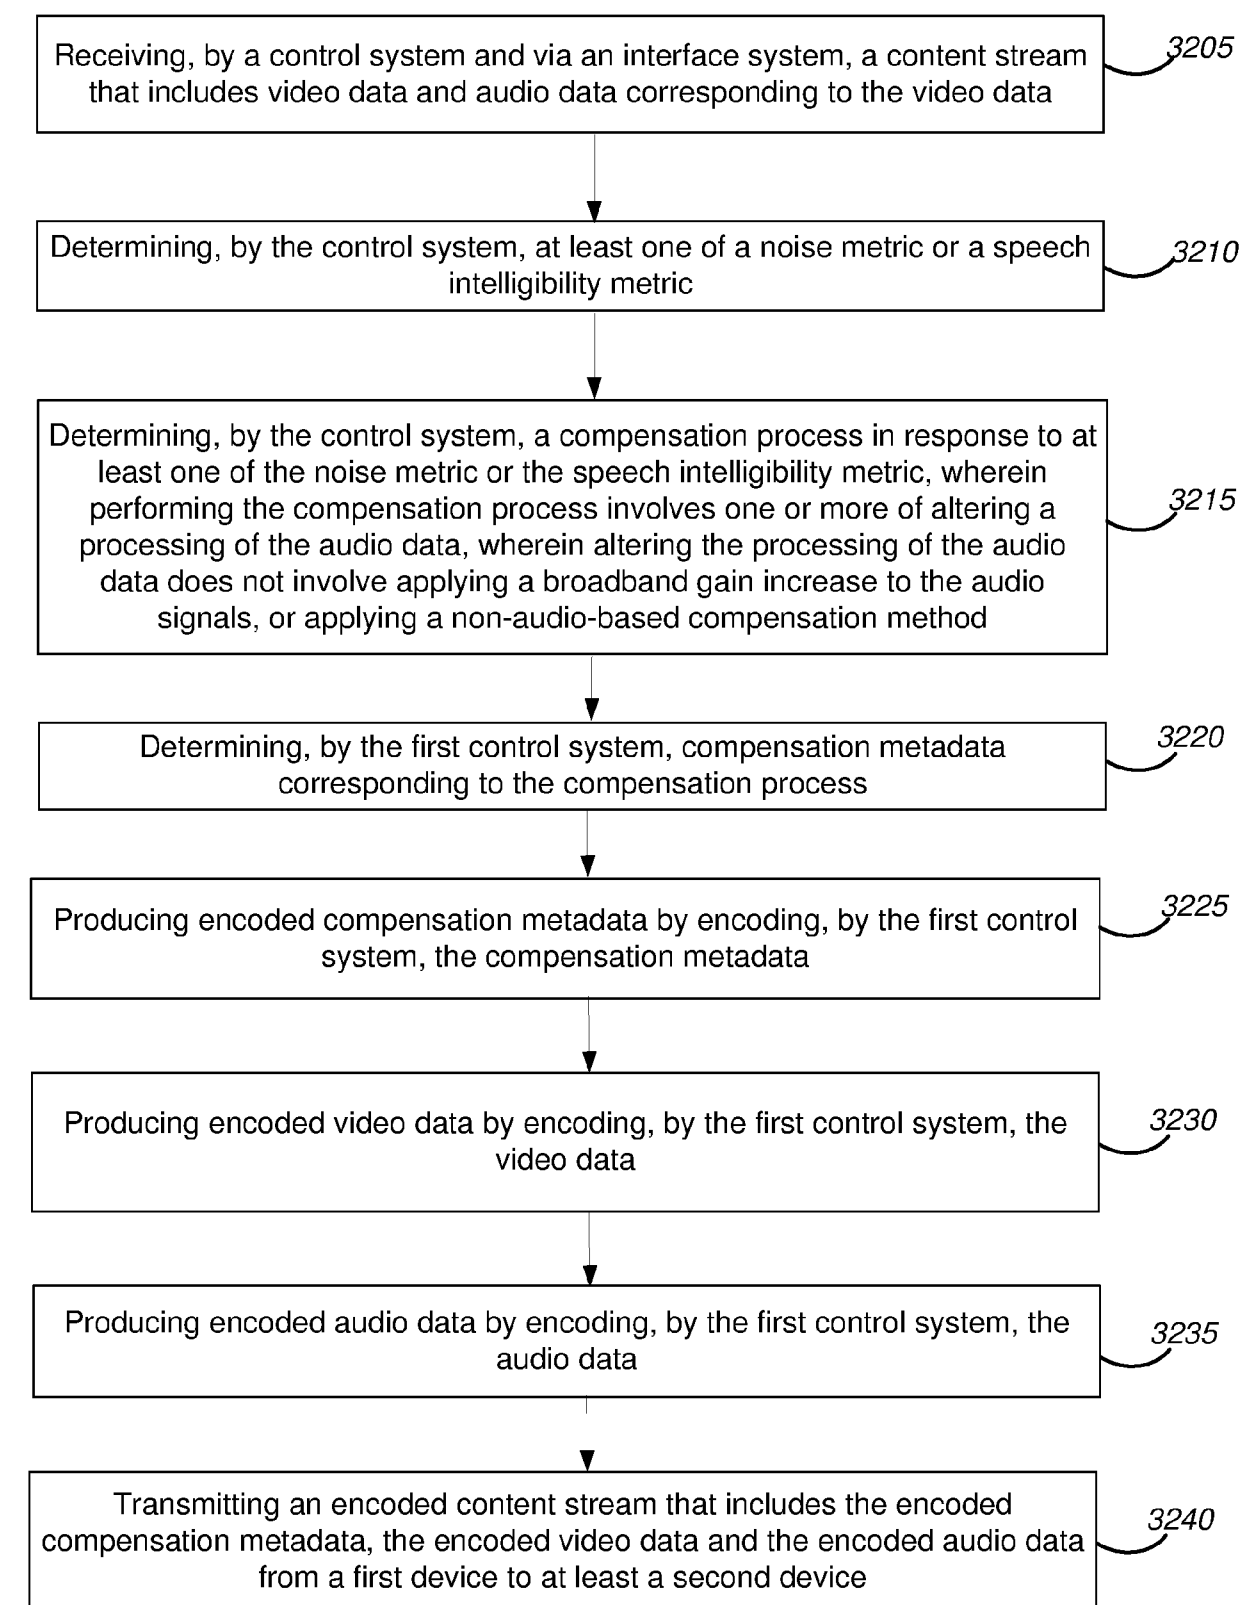 Receiving, by a control system and via an interface system, a content stream
that includes video data and audio data corresponding to the video data
3205
Determining, by the control system, at least one of a noise metric or a speech
intelligibility metric
3210
Determining, by the control system, a compensation process in response to at
least one of the noise metric or the speech intelligibility metric, wherein
performing the compensation process involves one or more of altering a
processing of the audio data, wherein altering the processing of the audio
data does not involve applying a broadband gain increase to the audio
signals, or applying a non-audio-based compensation method
3215
Determining, by the first control system, compensation metadata
corresponding to the compensation process
3220
Producing encoded compensation metadata by encoding, by the first control
system, the compensation metadata
3225
Producing encoded video data by encoding, by the first control system, the
video data
3230
Producing encoded audio data by encoding, by the first control system, the
audio data
3235
Transmitting an encoded content stream that includes the encoded
compensation metadata, the encoded video data and the encoded audio data
from a first device to at least a second device
3240